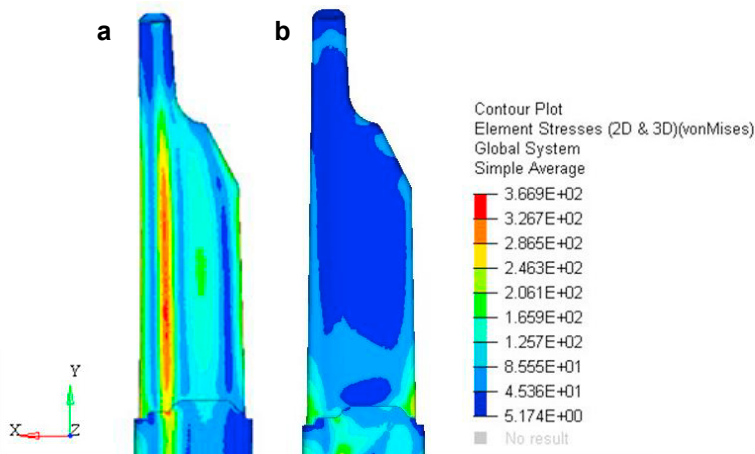 a
b
Contour Plot
Element Stresses (2D & 3D)(vonMises)
Global System
Simple Average
3.669E+02
3.267E+02
2.865E+02
2.463E+02
2.061E+02
1.659E+02
1.257E+02
8.555E+01
4.536E+01
5.174E+00
No result
Y
X
Z